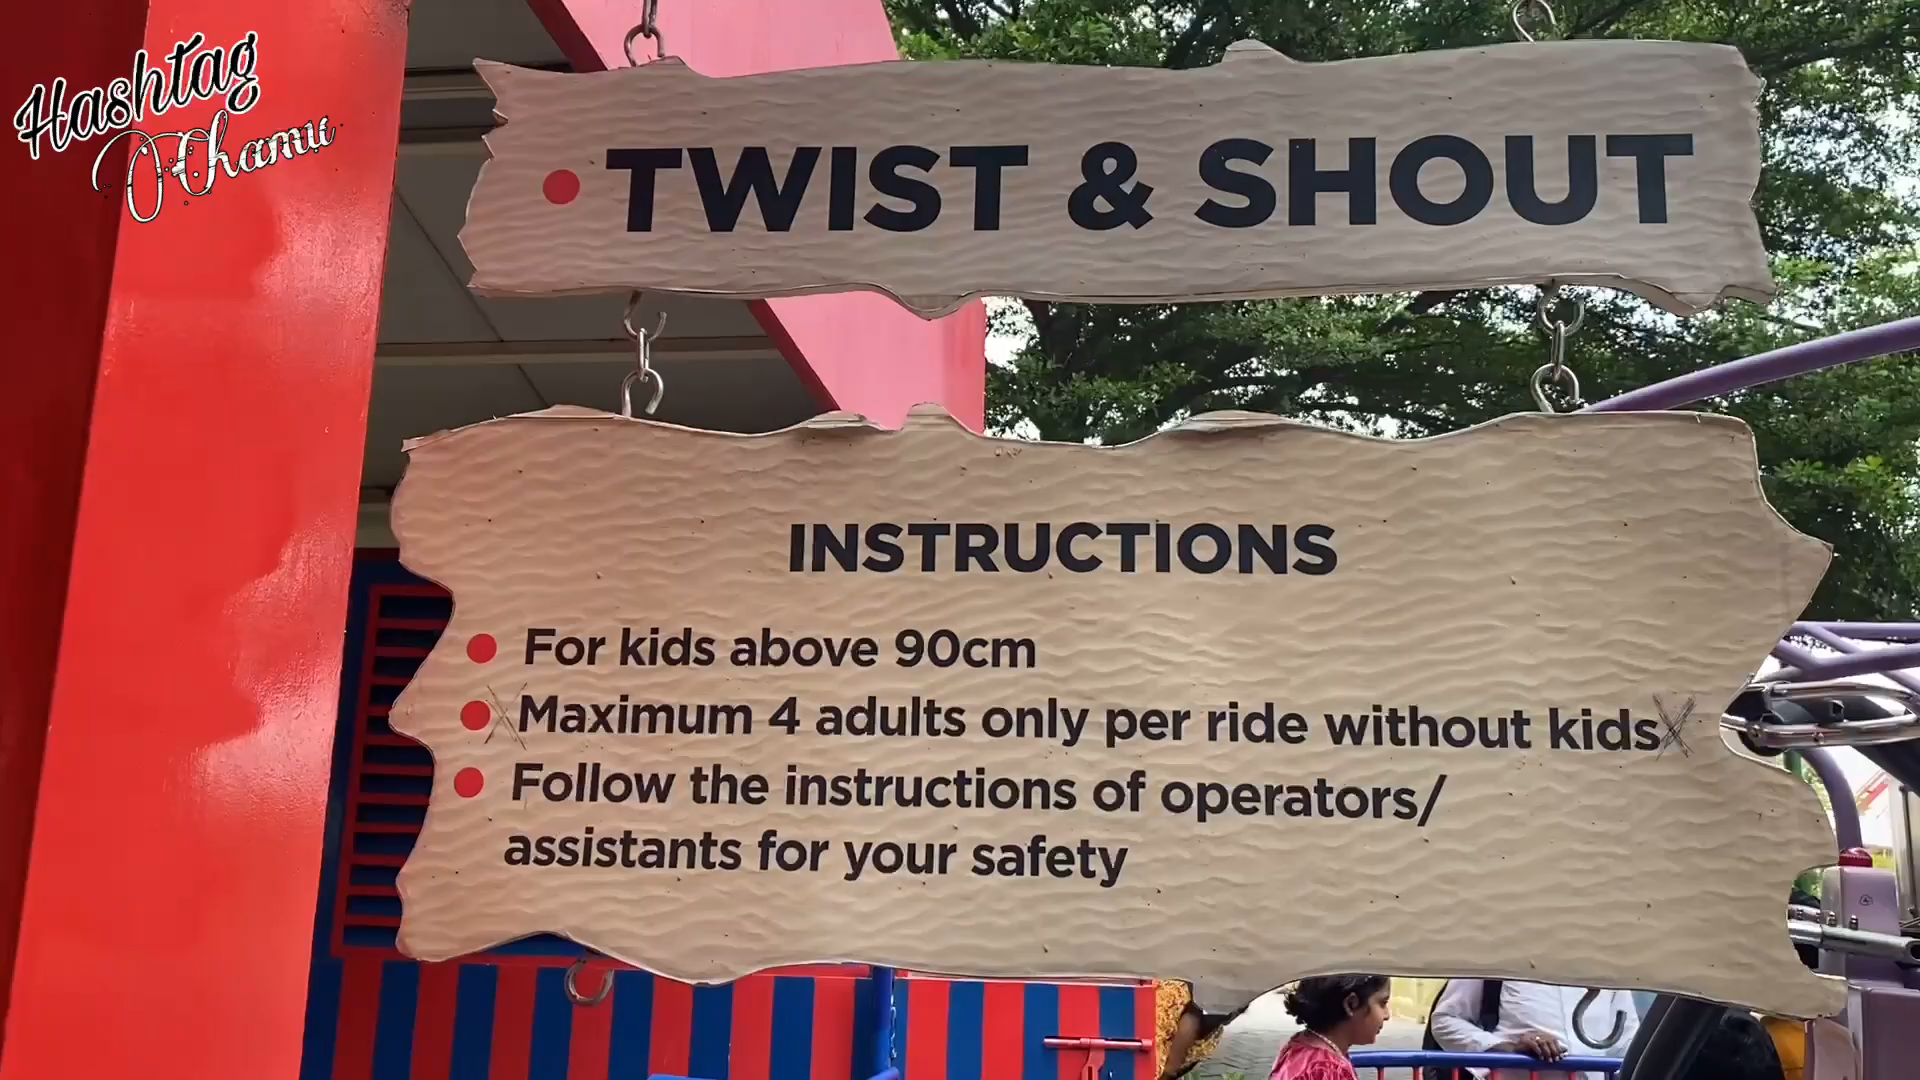 Hashtag
Chamu
TWIST & SHOUT
INSTRUCTIONS
For kids above 90cm
Maximum 4 adults only per ride without kids
Follow the instructions of operators/
assistants for your safety